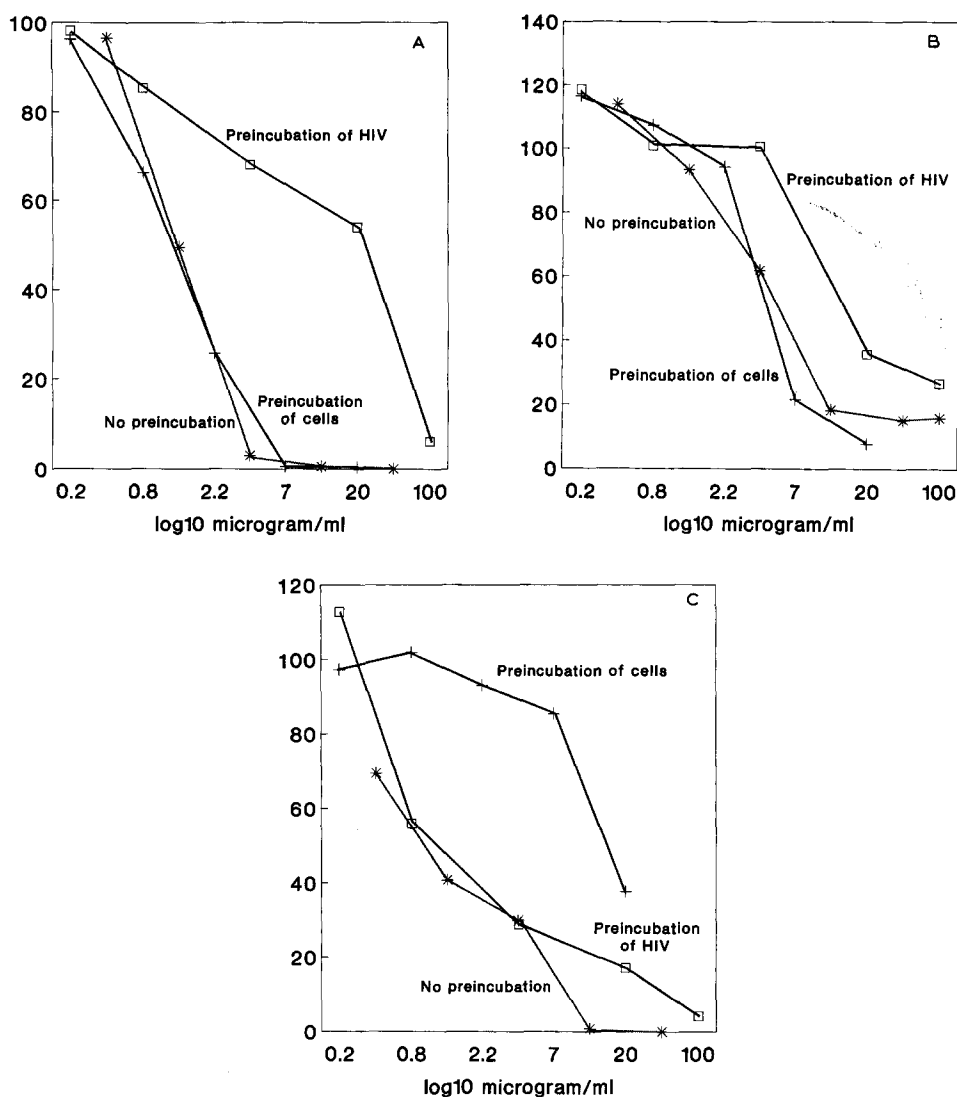 A
100
80
60
40
20
0
Preincubation of HIV
Preincubation
of cells
No preincubation
0.2 0.8 2.2 7 20 100
log10 microgram/ml
B
140
120
100
80
60
40
20
0
Preincubation of HIV
No preincubation
Preincubation of cells
0.2 0.8 2.2 7 20 100
log10 microgram/ml
C
120
100
80
60
40
20
0
Preincubation of cells
Preincubation
of HIV
No preincubation
0.2 0.8 2.2 7 20 100
log10 microgram/ml